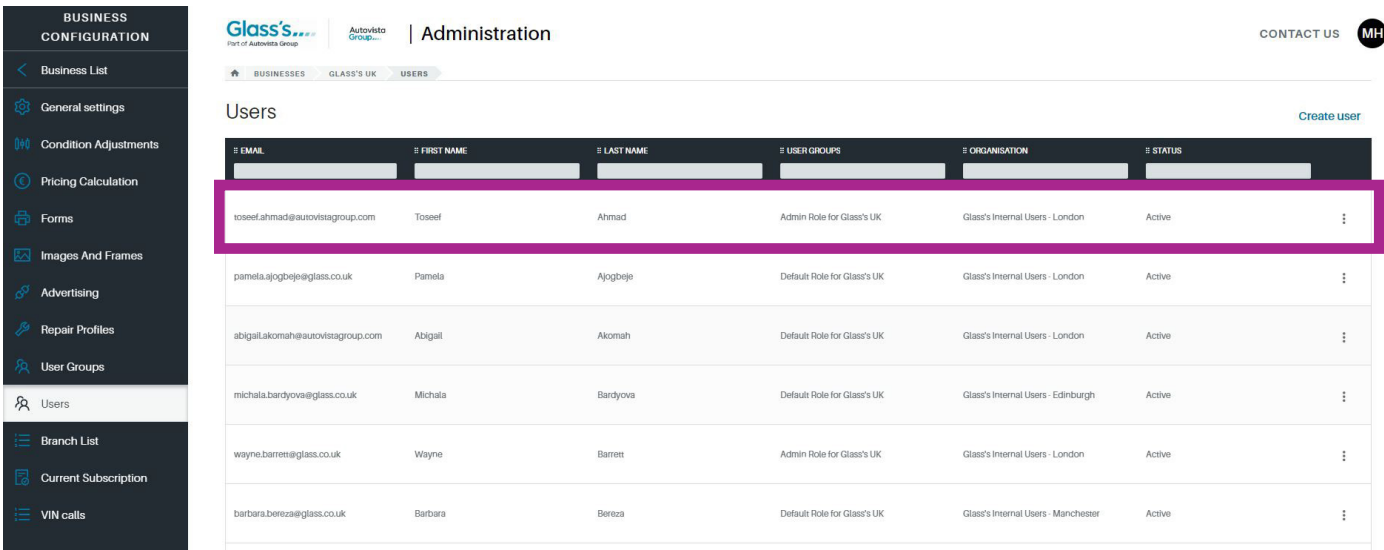 BUSINESS
CONFIGURATION
Business List
General settings
Condition Adjustments
Pricing Calculation
Forms
Images And Frames
Advertising
Repair Profiles
User Groups
Users
Branch List
Current Subscription
VIN calls
Glass's....
Part of Autovista Group
Autovista
Group....
| Administration
CONTACT US
MH
BUSINESSES GLASS'S UK USERS
Users
Create user
EMAIL FIRST NAME LAST NAME USER GROUPS ORGANISATION STATUS
toseef.ahmad@autovistagroup.com Toseef Ahmad Admin Role for Glass's UK Glass's Internal Users - London Active
pamela.ajogbeje@glass.co.uk Pamela Ajogbeje Default Role for Glass's UK Glass's Internal Users - London Active
abigail.akomah@autovistagroup.com Abigail Akomah Default Role for Glass's UK Glass's Internal Users - London Active
michala.bardyova@glass.co.uk Michala Bardyova Default Role for Glass's UK Glass's Internal Users - Edinburgh Active
wayne.barrett@glass.co.uk Wayne Barrett Admin Role for Glass's UK Glass's Internal Users - London Active
barbara.bereza@glass.co.uk Barbara Bereza Default Role for Glass's UK Glass's Internal Users - Manchester Active